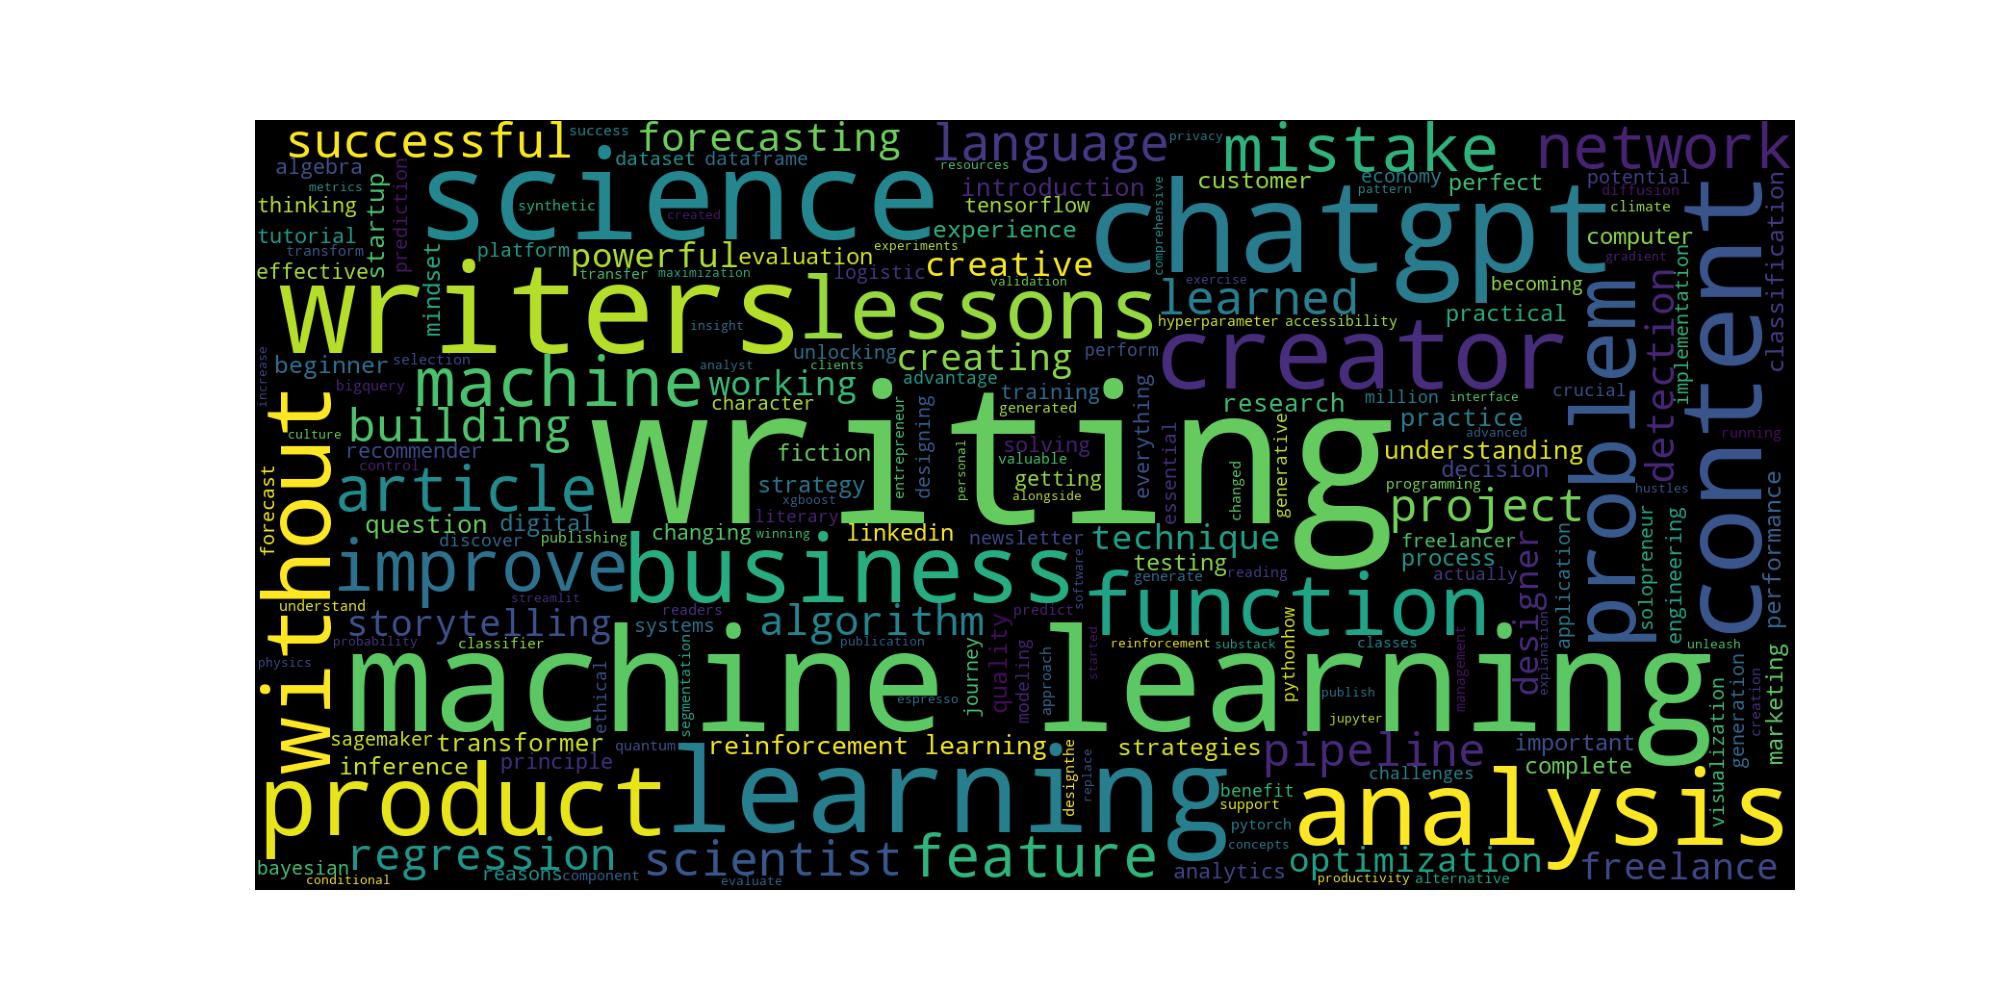 successful
success
forecasting
language
privacy
mistake
network
algebra
dataset
dataframe
resources
metrics
prediction
science
introduction
customer
economy
pattern
perfect
potential
diffusion
thinking
startup
synthetic
created
tensorflow
comprehensive
chatgpt
climate
content
classification
tutorial
transform
mindset
platform
powerful
evaluation
experiments
experience
computer
gradient
effective
transfer
maximization
logistic
creative
validation
exercise
becoming
detection
implementation
writers
insight
lessons
learned
hyperparameter
accessibility
practical
problem
increase
beginner
selection
analyst
unlocking
clients
creating
perform
creator
bigquery
machine
working
advantage
training
everything
million
interface
crucial
without
culture
building
character
entrepreneur
designing
generated
research
practice
advanced
running
recommender
control
fiction
writing
solving
valuable
personal
essential
changed
generative
understanding
decision
forecast
article
strategy
xgboost
getting
alongside
programming
hustles
project
performance
question
digital
literary
discover
publishing
changing
winning
linkedin
newsletter
technique
freelancer
designer
application
solopreneur
engineering
improve
business
software
testing
generate
reading
process
actually
understand
streamlit
readers
predict
function
storytelling
systems
algorithm
quality
started
pythonhow
probability
classifier
segmentation
publication
reinforcement
substack
classes
management
explanation
unleash
physics
ethical
machine learning
espresso
journey
modeling
approach
publish
jupyter
visualization
generation
creation
marketing
sagemaker
transformer
quantum
reinforcement learning
designthe
replace
strategies
pipeline
important
inference
principle
challenges
complete
product
learning
benefit
support
analysis
pytorch
concepts
bayesian
regression
conditional
reasons
component
scientist
evaluate
feature
analytics
optimization
productivity
alternative
freelance